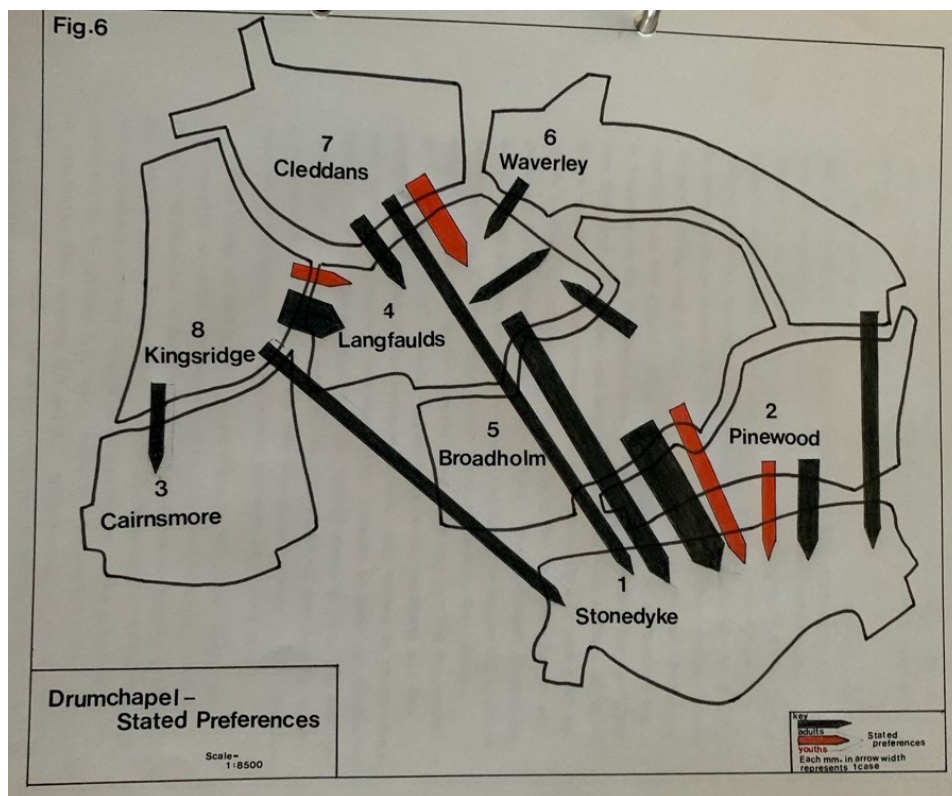 Fig.6
7
Cleddans
6
Waverley
4
Langfaulds
8
Kingsridge
2
Pinewood
5
Broadholm
3
Cairnsmore
1
Stonedyke
Drumchapel-
Stated Preferences
Scale-
1:8500
key
adults
youths
Stated
preferences
Each mm. in arrow width
represents 1case